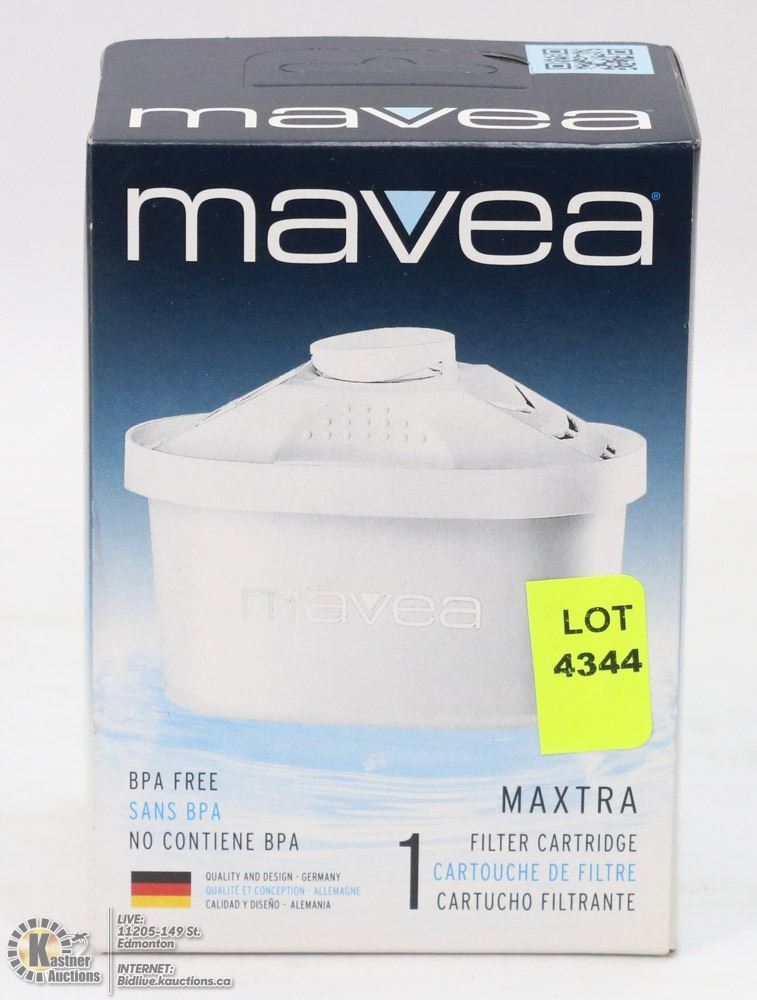 mavea
mavea®
mavea
LOT
4344
BPA FREE
SANS BPA
NO CONTIENE BPA
QUALITY AND DESIGN - GERMANY
QUALITÉ ET CONCEPTION - ALLEMAGNE
CALIDAD Y DISEÑO - ALEMANIA
MAXTRA
1
FILTER CARTRIDGE
CARTOUCHE DE FILTRE
CARTUCHO FILTRANTE
Kastner
Auctions
LIVE:
11205-149 St.
Edmonton
INTERNET:
Bidlive.kauctions.ca